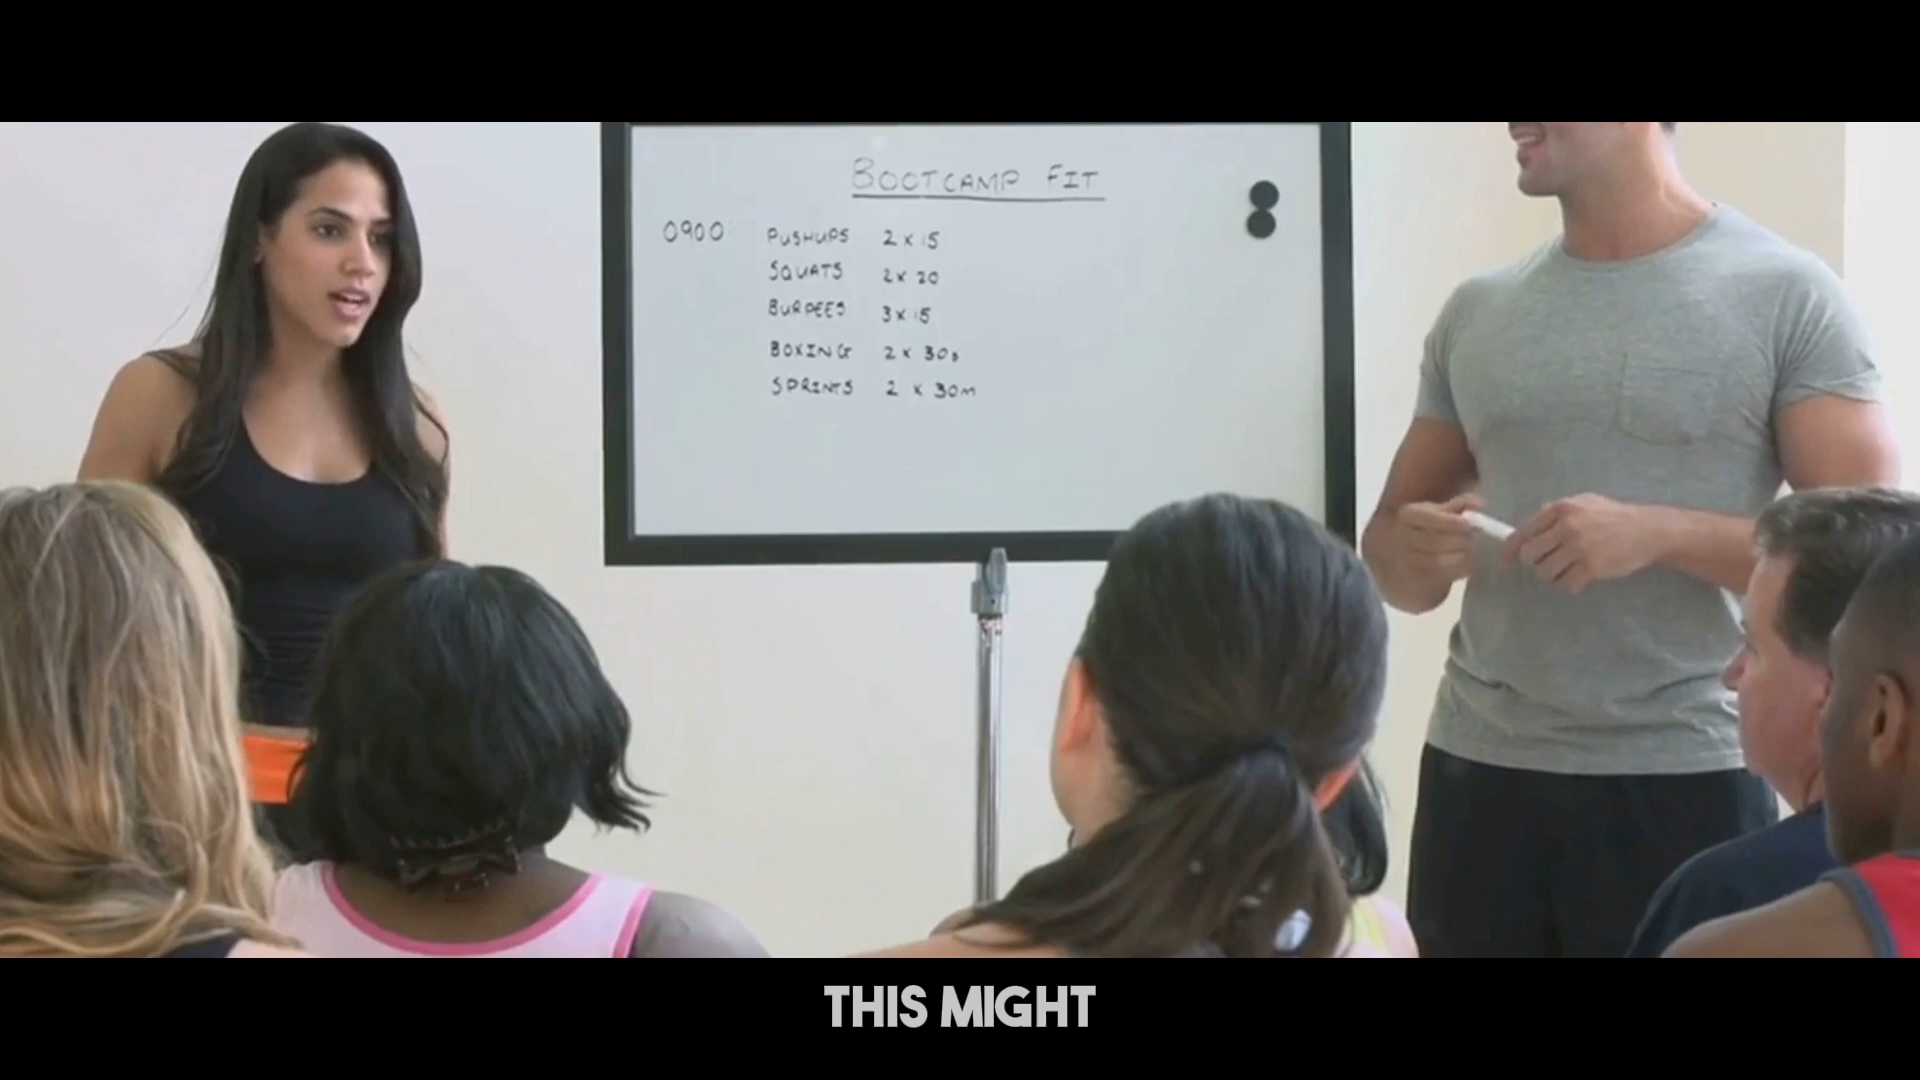 BOOTCAMP FIT
0900: PUSHUPS 2 x 15
SQUATS 2 x 20
BURPEES 3 x 15
BOXING 2 x 30s
SPRINTS 2 x 30m
THIS MIGHT